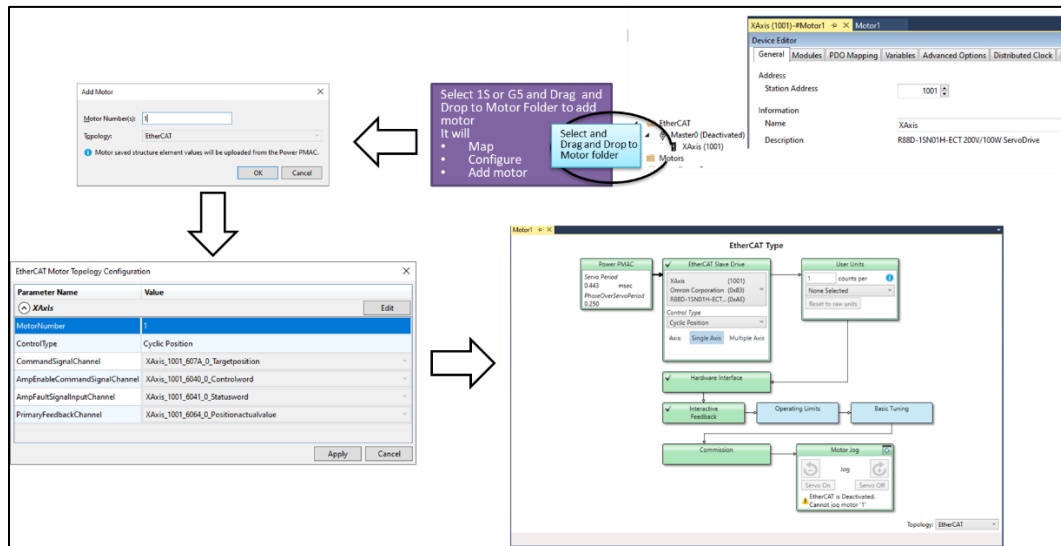 XAxis (1001)-#Motor1
Motor1
Device Editor
General Modules PDO Mapping Variables Advanced Options Distributed Clock
Address
Station Address 1001
Information
Name XAxis
Description R88D-1SN01H-ECT 200V/100W ServoDrive
EtherCAT
Master0 (Deactivated)
XAxis (1001)
Motors
Select and
Drag and Drop to
Motor folder
Select 1S or G5 and Drag and
Drop to Motor Folder to add
motor
It will
• Map
• Configure
• Add motor
Add Motor
Motor Number(s): 1
Topology: EtherCAT
Motor saved structure element values will be uploaded from the Power PMAC.
OK Cancel
EtherCAT Motor Topology Configuration
Parameter Name Value
XAxis Edit
MotorNumber 1
ControlType Cyclic Position
CommandSignalChannel XAxis_1001_607A_0_Targetposition
AmpEnableCommandSignalChannel XAxis_1001_6040_0_Controlword
AmpFaultSignalInputChannel XAxis_1001_6041_0_Statusword
PrimaryFeedbackChannel XAxis_1001_6064_0_Positionactualvalue
Apply Cancel
Motor1
EtherCAT Type
Power PMAC
Servo Period
0.443 msec
PhaseOverServoPeriod
0.250
EtherCAT Slave Drive
XAxis (1001)
Omron Corporation (0x83)
R88D-1SN01H-ECT... (0xAE)
Control Type
Cyclic Position
Axis: Single Axis Multiple Axis
User Units
1 counts per
None Selected
Reset to raw units
Hardware Interface
Interactive
Feedback
Operating Limits
Basic Tuning
Commission
Motor Jog
Jog
Servo On Servo Off
EtherCAT is Deactivated.
Cannot jog motor '1'
Topology: EtherCAT